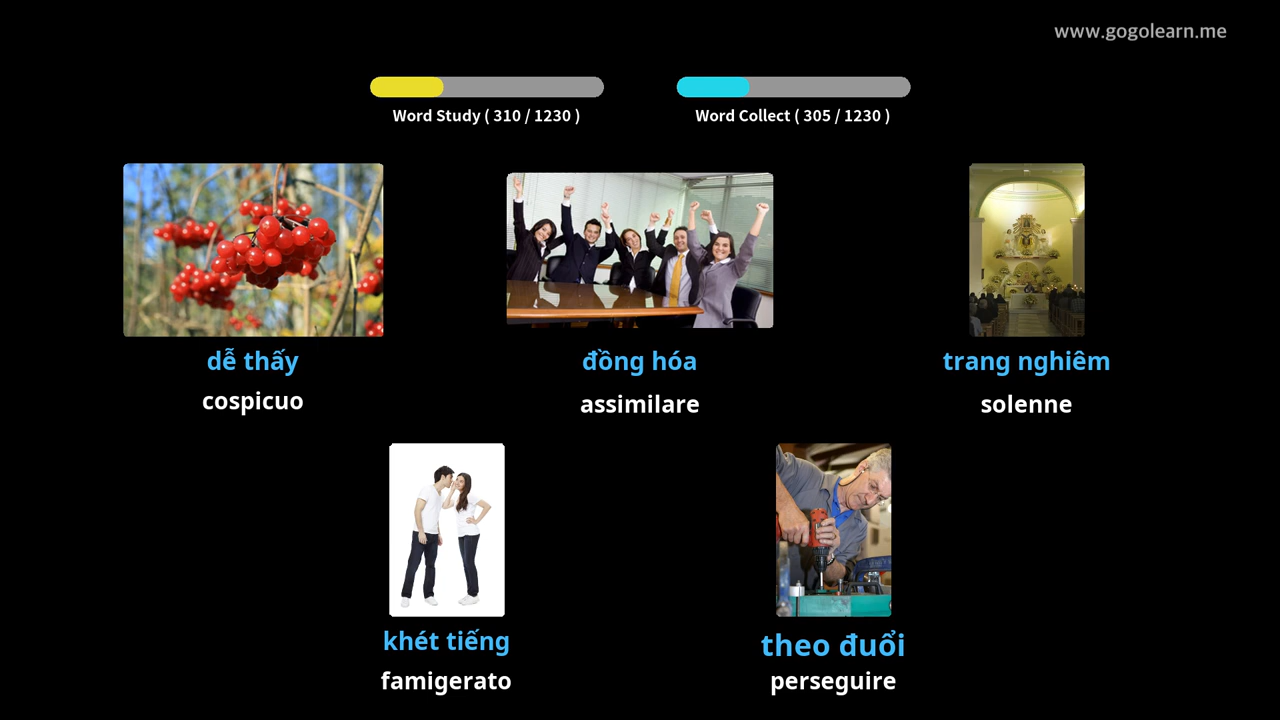 www.gogolearn.me
Word Study ( 310 / 1230 )
Word Collect ( 305 / 1230 )
dễ thấy
cospicuo
đồng hóa
assimilare
trang nghiêm
solenne
khét tiếng
famigerato
theo đuổi
perseguire